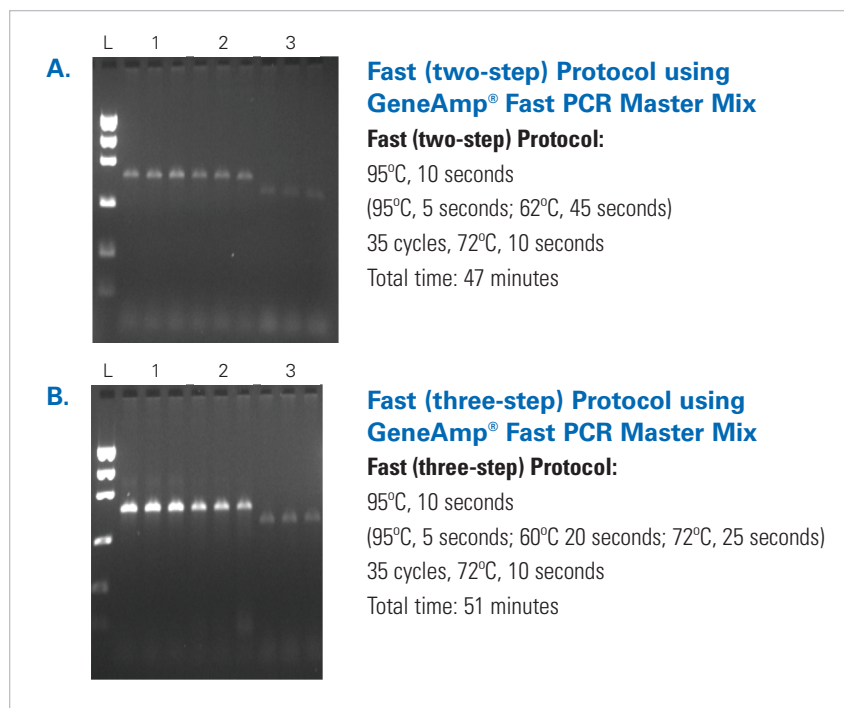 L 1 2 3
A.
Fast (two-step) Protocol using
GeneAmp® Fast PCR Master Mix
Fast (two-step) Protocol:
95ºC, 10 seconds
(95ºC, 5 seconds; 62ºC, 45 seconds)
35 cycles, 72ºC, 10 seconds
Total time: 47 minutes
L 1 2 3
B.
Fast (three-step) Protocol using
GeneAmp® Fast PCR Master Mix
Fast (three-step) Protocol:
95ºC, 10 seconds
(95ºC, 5 seconds; 60ºC 20 seconds; 72ºC, 25 seconds)
35 cycles, 72ºC, 10 seconds
Total time: 51 minutes